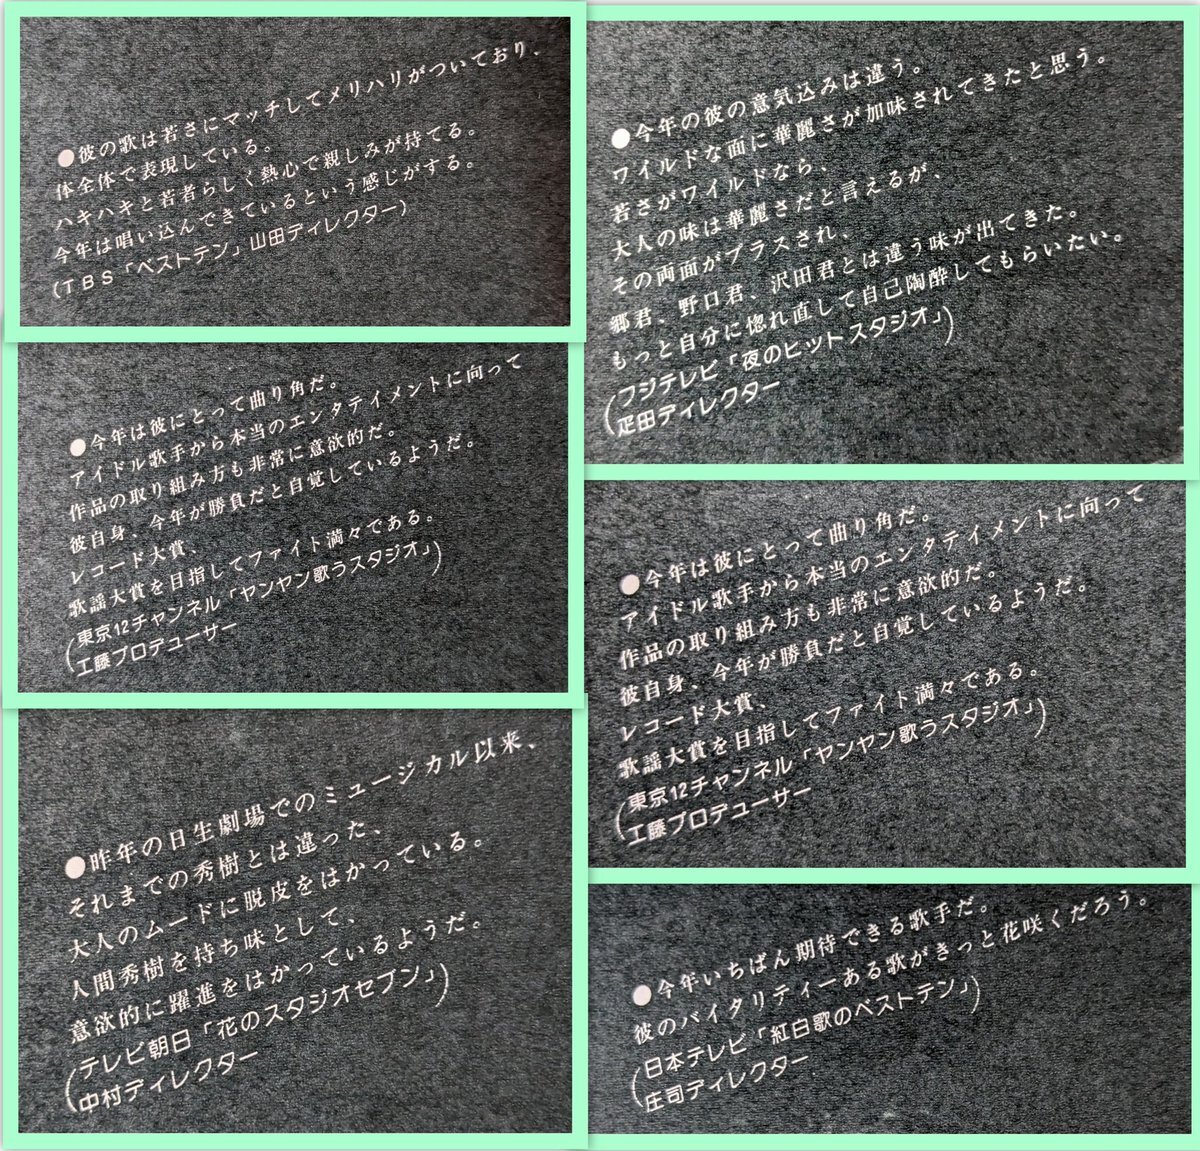 ●彼の歌は若さにマッチしてメリハリがついており、
体全体で表現している。
ハキハキと若者らしく熱心で親しみが持てる。
今年は唱い込んできているという感じがする。
(TBS「ベストテン」山田ディレクター)
●今年は彼にとって曲り角だ。
アイドル歌手から本当のエンタテイメントに向って
作品の取り組み方も非常に意欲的だ。
彼自身、今年が勝負だと自覚しているようだ。
レコード大賞、
歌謡大賞を目指してファイト満々である。
(東京12チャンネル「ヤンヤン歌うスタジオ」
工藤プロデューサー)
●昨年の日生劇場でのミュージカル以来、
それまでの秀樹とは違った、
大人のムードに脱皮をはかっている。
人間秀樹を持ち味として、
意欲的に躍進をはかっているようだ。
(テレビ朝日「花のスタジオセブン」
中村ディレクター)
●今年の彼の意気込みは違う。
ワイルドな面に華麗さが加味されてきたと思う。
若さがワイルドなら、
大人の味は華麗さだと言えるが、
その両面がプラスされ、
郷君、野口君、沢田君とは違う味が出てきた。
もっと自分に惚れ直して自己陶酔してもらいたい。
(フジテレビ「夜のヒットスタジオ」
疋田ディレクター)
●今年は彼にとって曲り角だ。
アイドル歌手から本当のエンタテイメントに向って
作品の取り組み方も非常に意欲的だ。
彼自身、今年が勝負だと自覚しているようだ。
レコード大賞、
歌謡大賞を目指してファイト満々である。
(東京12チャンネル「ヤンヤン歌うスタジオ」
工藤プロデューサー)
●今年いちばん期待できる歌手だ。
彼のバイタリティーある歌がきっと花咲くだろう。
(日本テレビ「紅白歌のベストテン」
庄司ディレクター)